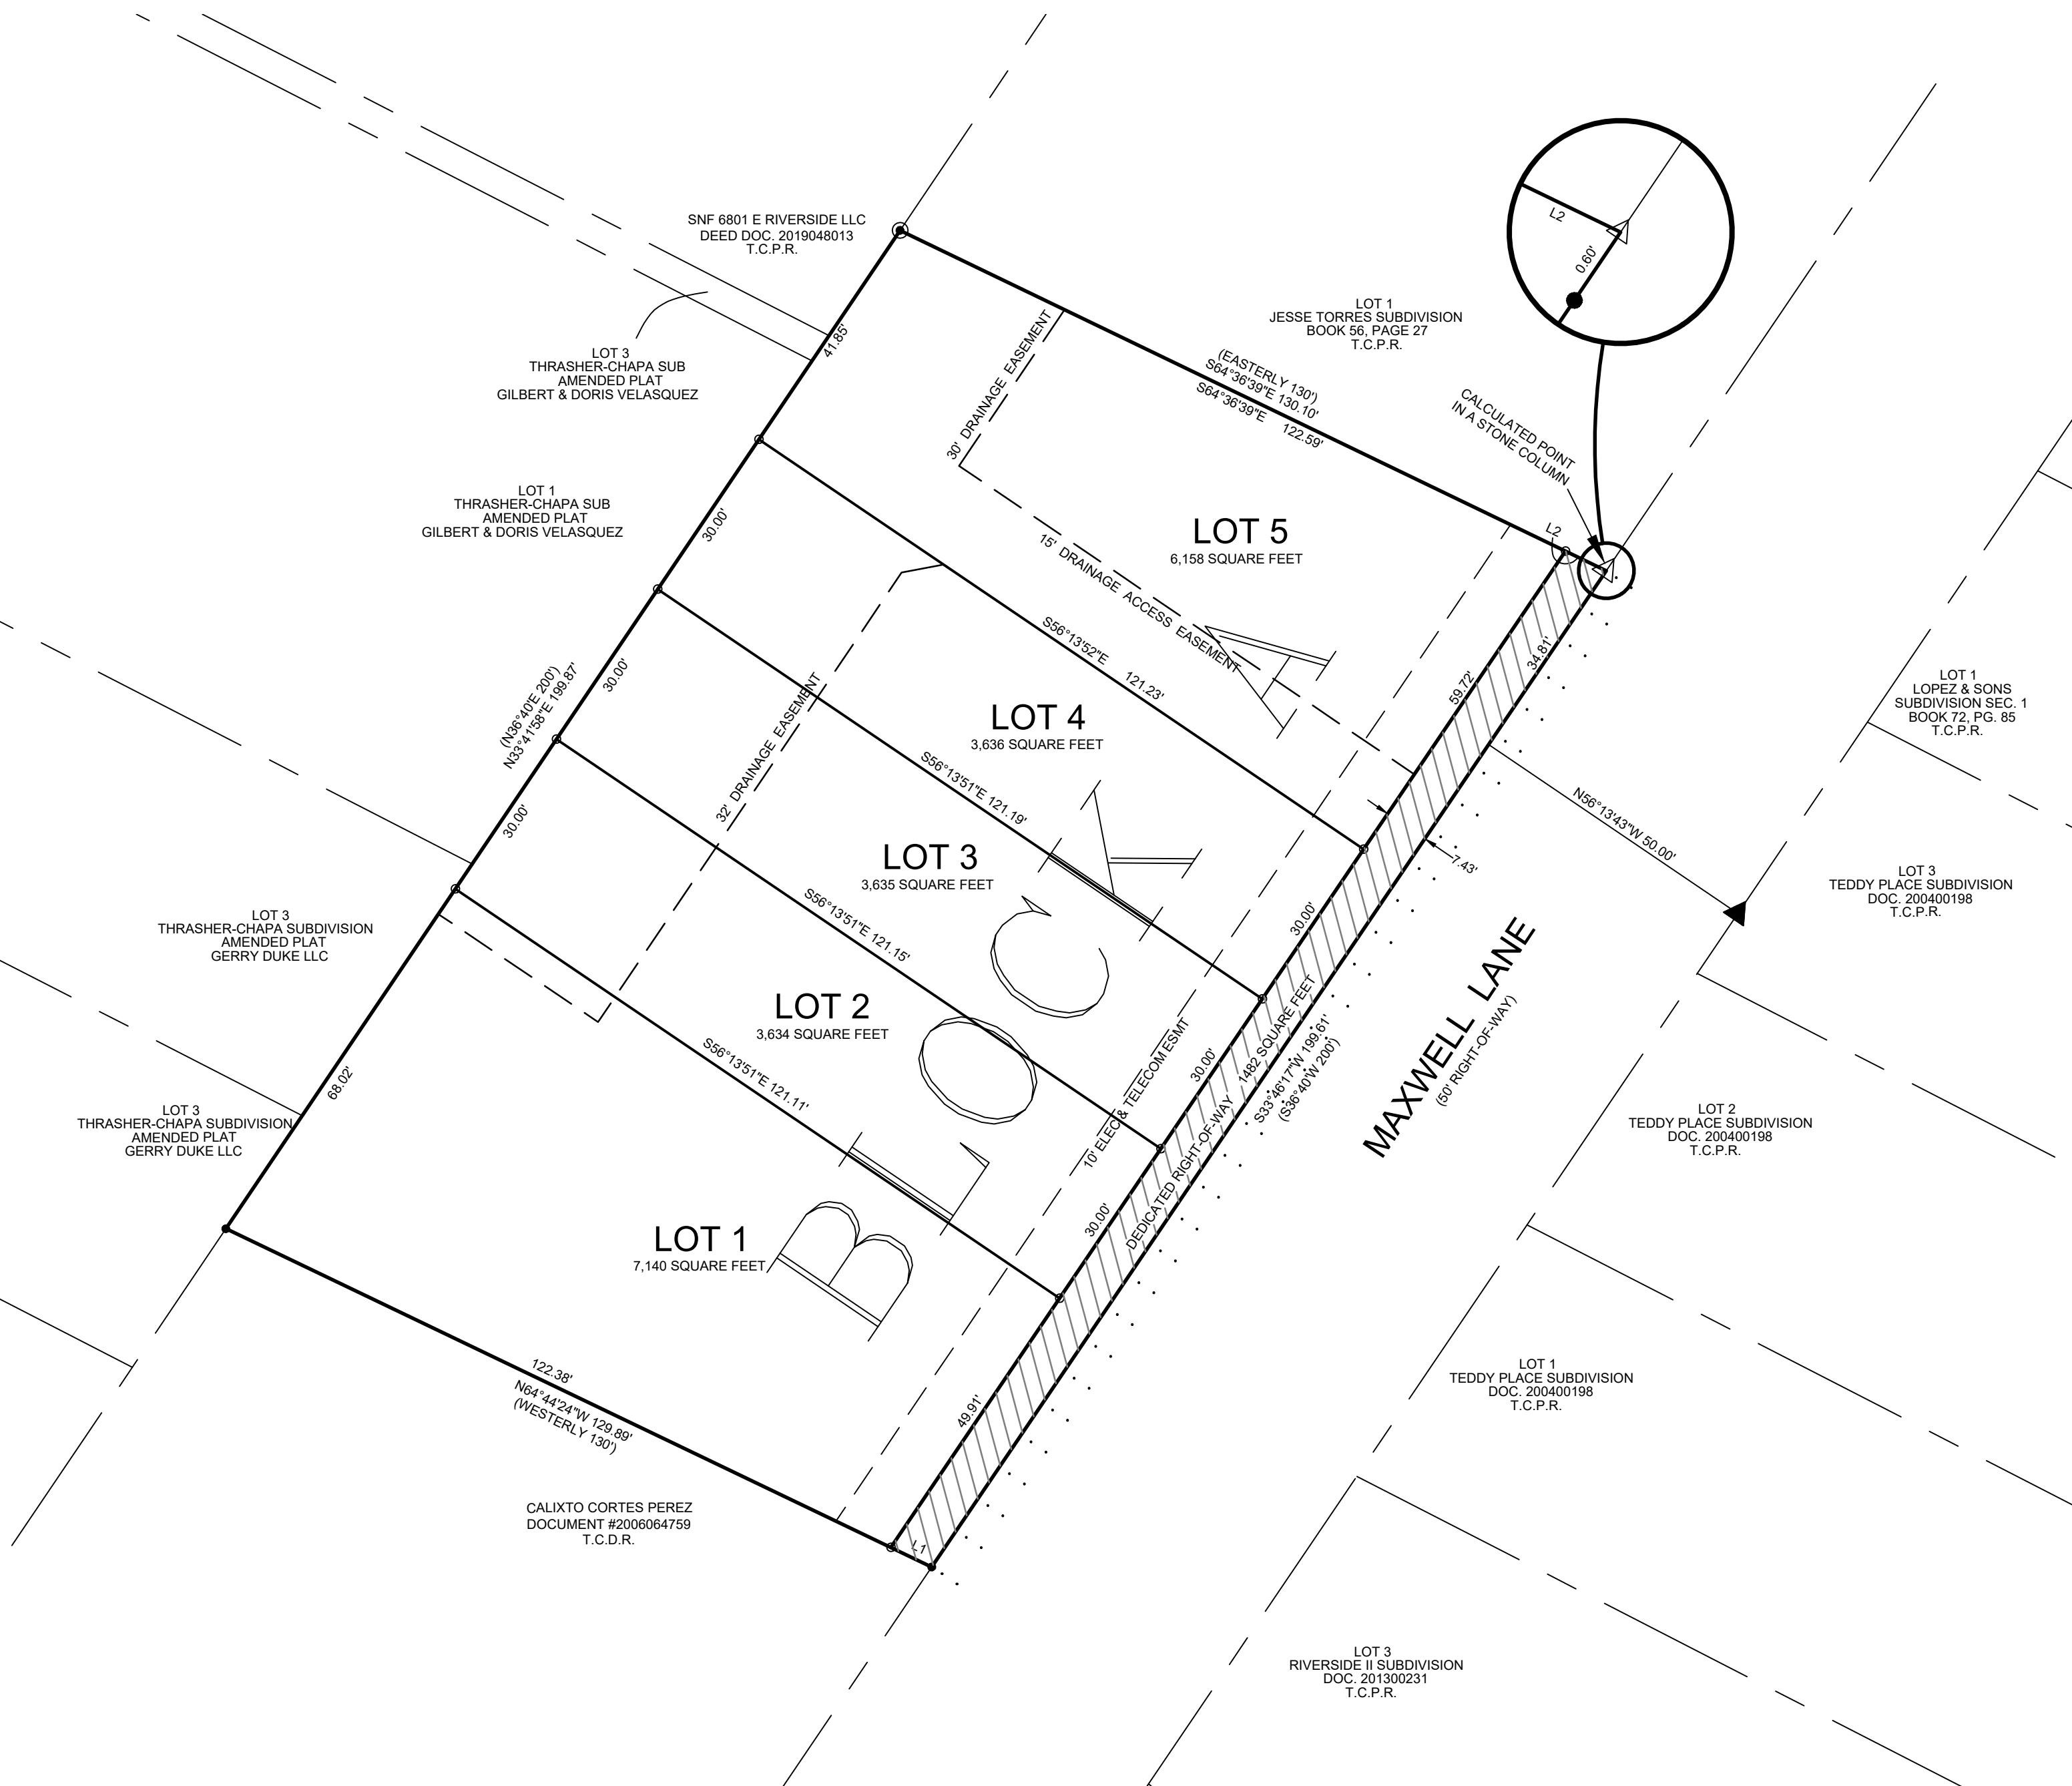 SNF 6801 E RIVERSIDE LLC
DEED DOC. 2019048013
T.C.P.R.
LOT 3
THRASHER-CHAPA SUB
AMENDED PLAT
GILBERT & DORIS VELASQUEZ
LOT 1
THRASHER-CHAPA SUB
AMENDED PLAT
GILBERT & DORIS VELASQUEZ
LOT 3
THRASHER-CHAPA SUBDIVISION
AMENDED PLAT
GERRY DUKE LLC
LOT 3
THRASHER-CHAPA SUBDIVISION
AMENDED PLAT
GERRY DUKE LLC
41.85'
30.00'
30.00'
30.00'
68.02'
(N36°40'E 200')
N33°41'58"E 199.87'
LOT 1
JESSE TORRES SUBDIVISION
BOOK 56, PAGE 27
T.C.P.R.
(EASTERLY 130')
S64°36'39"E 130.10'
S64°36'39"E 122.59'
CALCULATED POINT
IN A STONE COLUMN
L2
0.60'
L2
30' DRAINAGE EASEMENT
15' DRAINAGE ACCESS EASEMENT
32' DRAINAGE EASEMENT
LOT 5
6,158 SQUARE FEET
S56°13'52"E 121.23'
LOT 4
3,636 SQUARE FEET
S56°13'51"E 121.19'
LOT 3
3,635 SQUARE FEET
S56°13'51"E 121.15'
LOT 2
3,634 SQUARE FEET
S56°13'51"E 121.11'
LOT 1
7,140 SQUARE FEET
BLOCK A
10' ELEC & TELECOM ESMT
59.72'
34.81'
30.00'
30.00'
30.00'
49.91'
7.43'
DEDICATED RIGHT-OF-WAY 1482 SQUARE FEET
S33°46'17"W 199.61'
(S36°40'W 200')
MAXWELL LANE
(50' RIGHT-OF-WAY)
N56°13'43"W 50.00'
122.38'
N64°44'24"W 129.89'
(WESTERLY 130')
L1
CALIXTO CORTES PEREZ
DOCUMENT #2006064759
T.C.D.R.
LOT 1
LOPEZ & SONS
SUBDIVISION SEC. 1
BOOK 72, PG. 85
T.C.P.R.
LOT 3
TEDDY PLACE SUBDIVISION
DOC. 200400198
T.C.P.R.
LOT 2
TEDDY PLACE SUBDIVISION
DOC. 200400198
T.C.P.R.
LOT 1
TEDDY PLACE SUBDIVISION
DOC. 200400198
T.C.P.R.
LOT 3
RIVERSIDE II SUBDIVISION
DOC. 201300231
T.C.P.R.